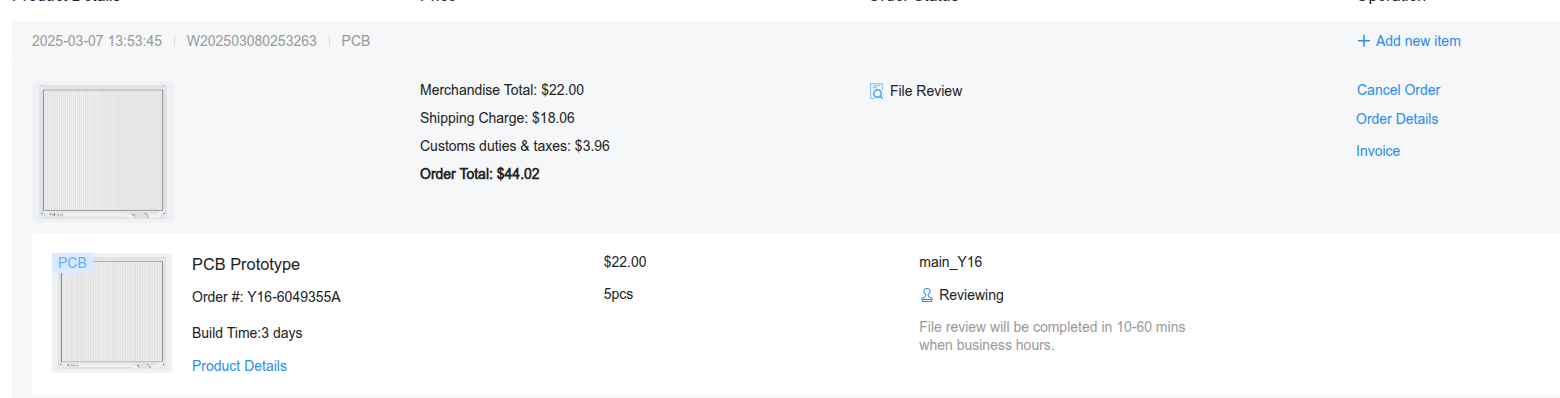 2025-03-07 13:53:45 W202503080253263 PCB + Add new item
Merchandise Total: $22.00 File Review Cancel Order
Shipping Charge: $18.06 Order Details
Customs duties & taxes: $3.96 Invoice
Order Total: $44.02
PCB PCB Prototype $22.00 main_Y16
Order #: Y16-6049355A 5pcs Reviewing
Build Time:3 days File review will be completed in 10-60 mins
when business hours.
Product Details